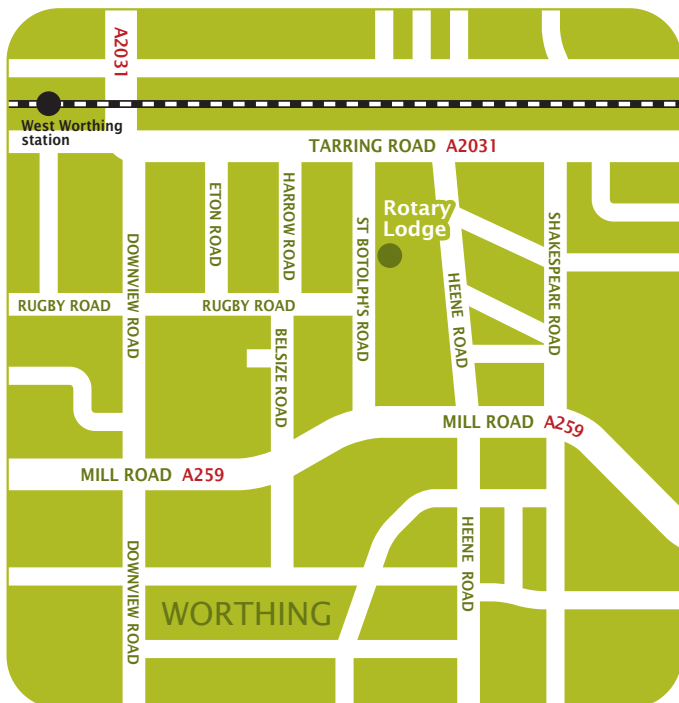 A2031
West Worthing
station
TARRING ROAD A2031
ETON ROAD
HARROW ROAD
ST BOTOLPH'S ROAD
Rotary
Lodge
SHAKESPEARE ROAD
DOWNVIEW ROAD
HEENE ROAD
RUGBY ROAD
RUGBY ROAD
BELSIZE ROAD
MILL ROAD A259
MILL ROAD A259
HEENE ROAD
DOWNVIEW ROAD
WORTHING